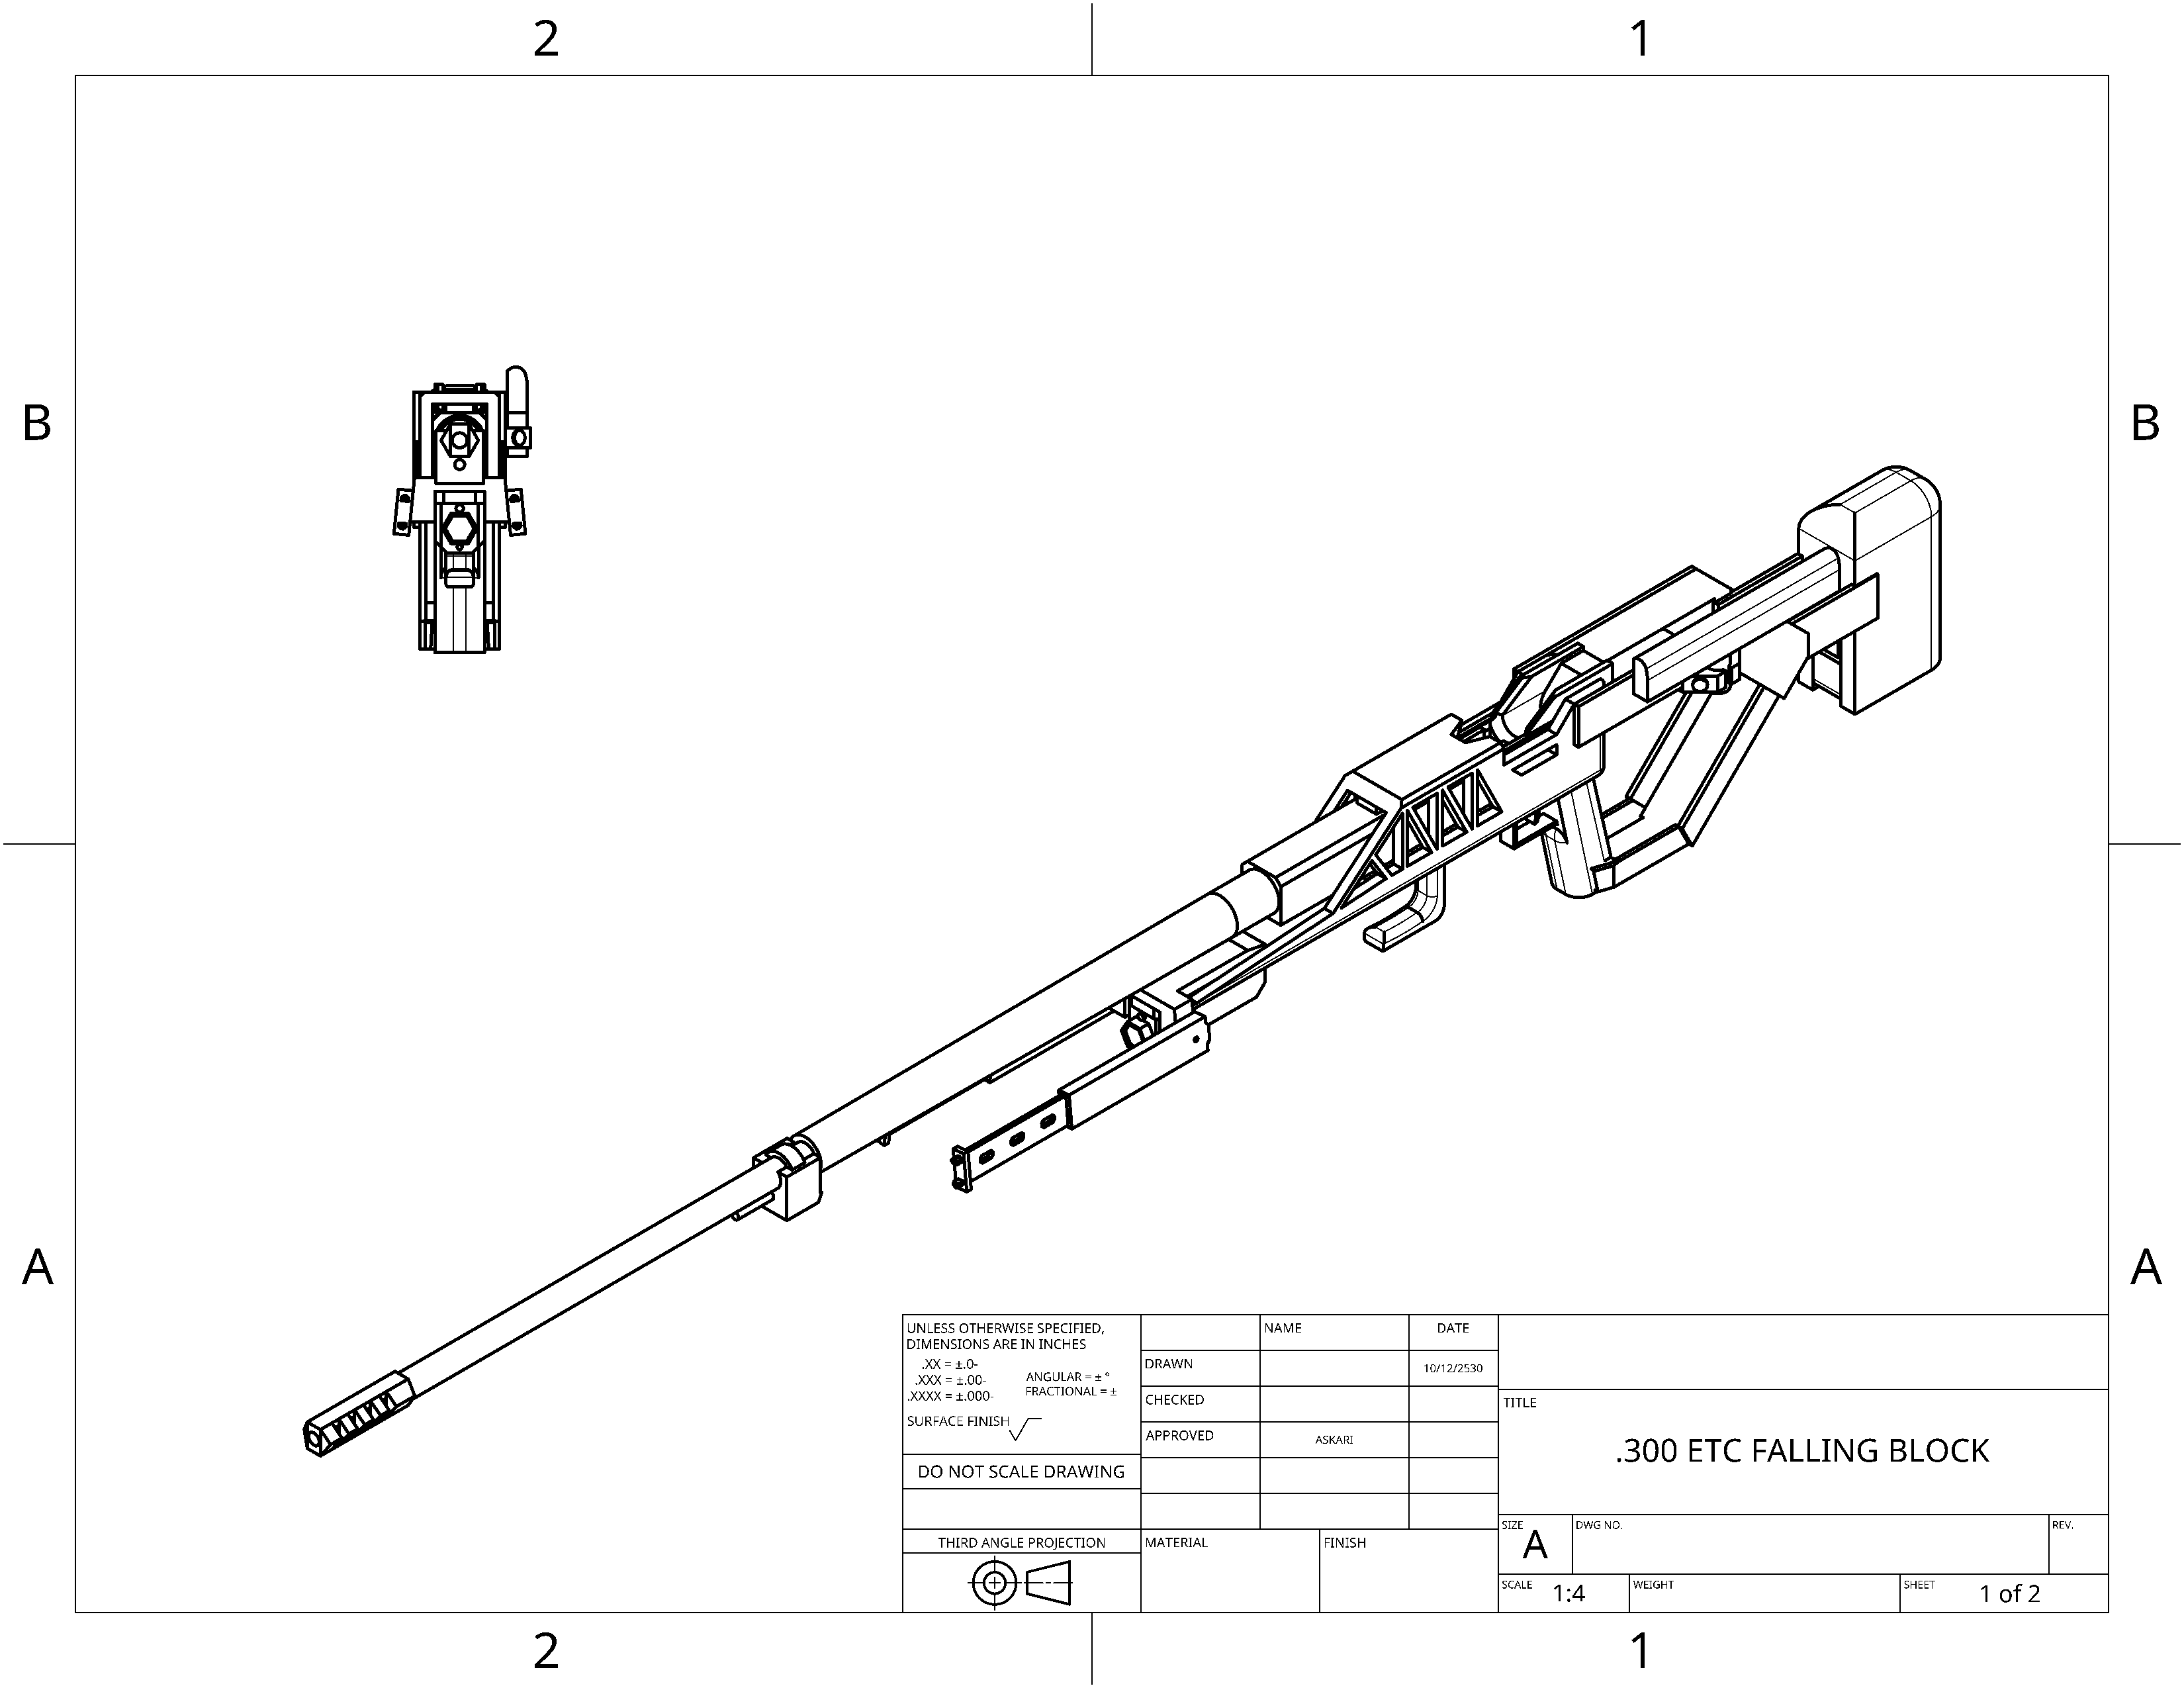 2 1
B B
A A
UNLESS OTHERWISE SPECIFIED,
DIMENSIONS ARE IN INCHES
.XX = ±.0-
.XXX = ±.00-
.XXXX = ±.000-
ANGULAR = ± °
FRACTIONAL = ±
SURFACE FINISH
DO NOT SCALE DRAWING
THIRD ANGLE PROJECTION
NAME DATE
DRAWN 10/12/2530
CHECKED
APPROVED ASKARI
MATERIAL FINISH
TITLE
.300 ETC FALLING BLOCK
SIZE A DWG NO. REV.
SCALE 1:4 WEIGHT SHEET 1 of 2
2 1